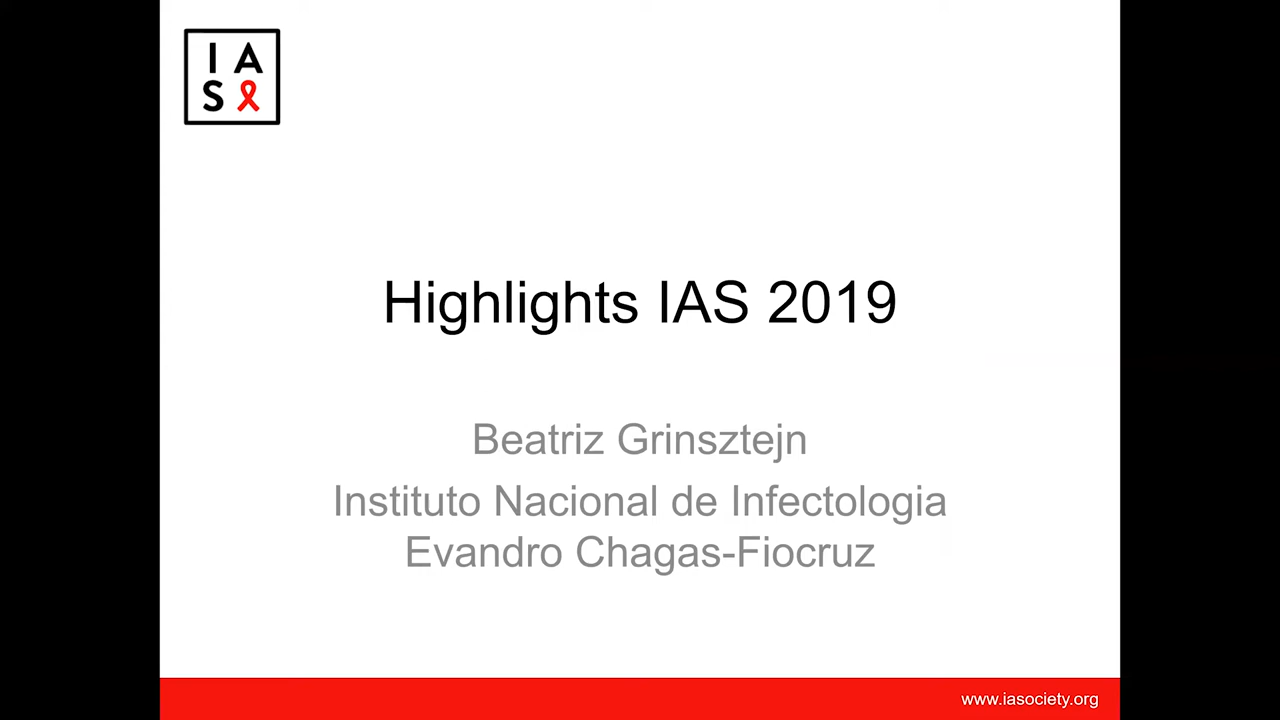 I A
S
Highlights IAS 2019
Beatriz Grinsztejn
Instituto Nacional de Infectologia
Evandro Chagas-Fiocruz
www.iasociety.org